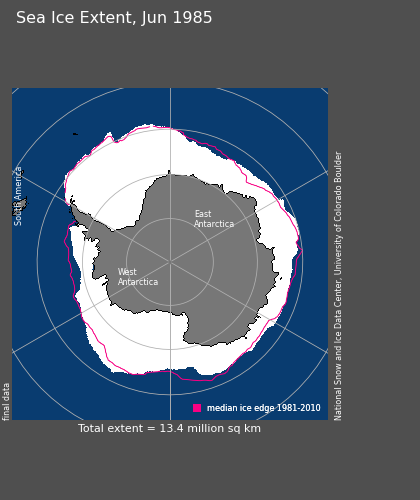 Sea Ice Extent, Jun 1985
South America
East
Antarctica
West
Antarctica
National Snow and Ice Data Center, University of Colorado Boulder
final data
median ice edge 1981-2010
Total extent = 13.4 million sq km